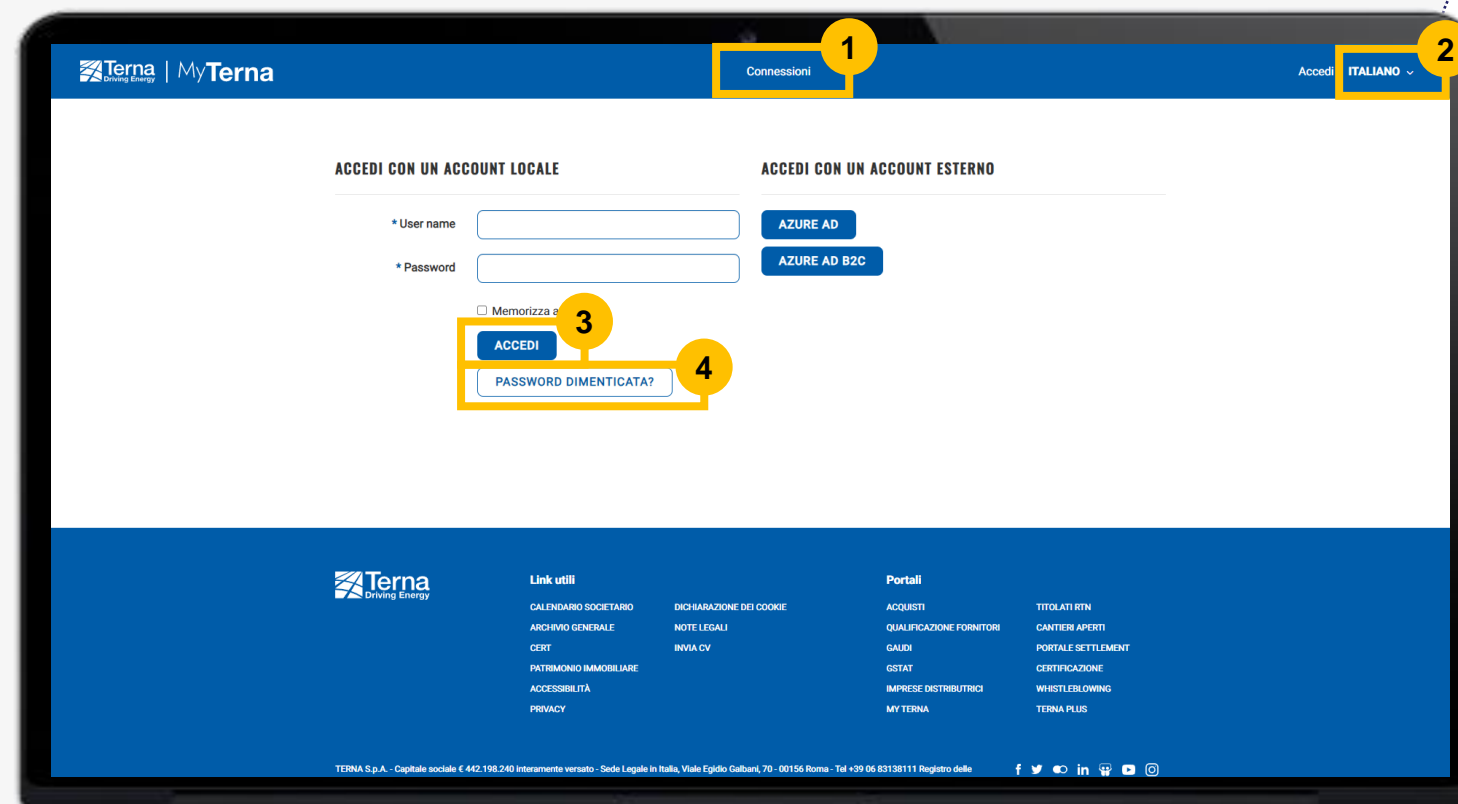 Terna
Driving Energy
MyTerna
Connessioni
1
Accedi
ITALIANO
2
ACCEDI CON UN ACCOUNT LOCALE
ACCEDI CON UN ACCOUNT ESTERNO
* User name
AZURE AD
* Password
AZURE AD B2C
Memorizza a
3
ACCEDI
4
PASSWORD DIMENTICATA?
Terna
Driving Energy
Link utili
CALENDARIO SOCIETARIO
ARCHIVIO GENERALE
CERT
PATRIMONIO IMMOBILIARE
ACCESSIBILITÀ
PRIVACY
DICHIARAZIONE DEI COOKIE
NOTE LEGALI
INVIA CV
Portali
ACQUISTI
QUALIFICAZIONE FORNITORI
GAUDI
GSTAT
IMPRESE DISTRIBUTRICI
MY TERNA
TITOLATI RTN
CANTIERI APERTI
PORTALE SETTLEMENT
CERTIFICAZIONE
WHISTLEBLOWING
TERNA PLUS
TERNA S.p.A. - Capitale sociale € 442.198.240 interamente versato - Sede Legale in Italia, Viale Egidio Galbani, 70 - 00156 Roma - Tel +39 06 83138111 Registro delle